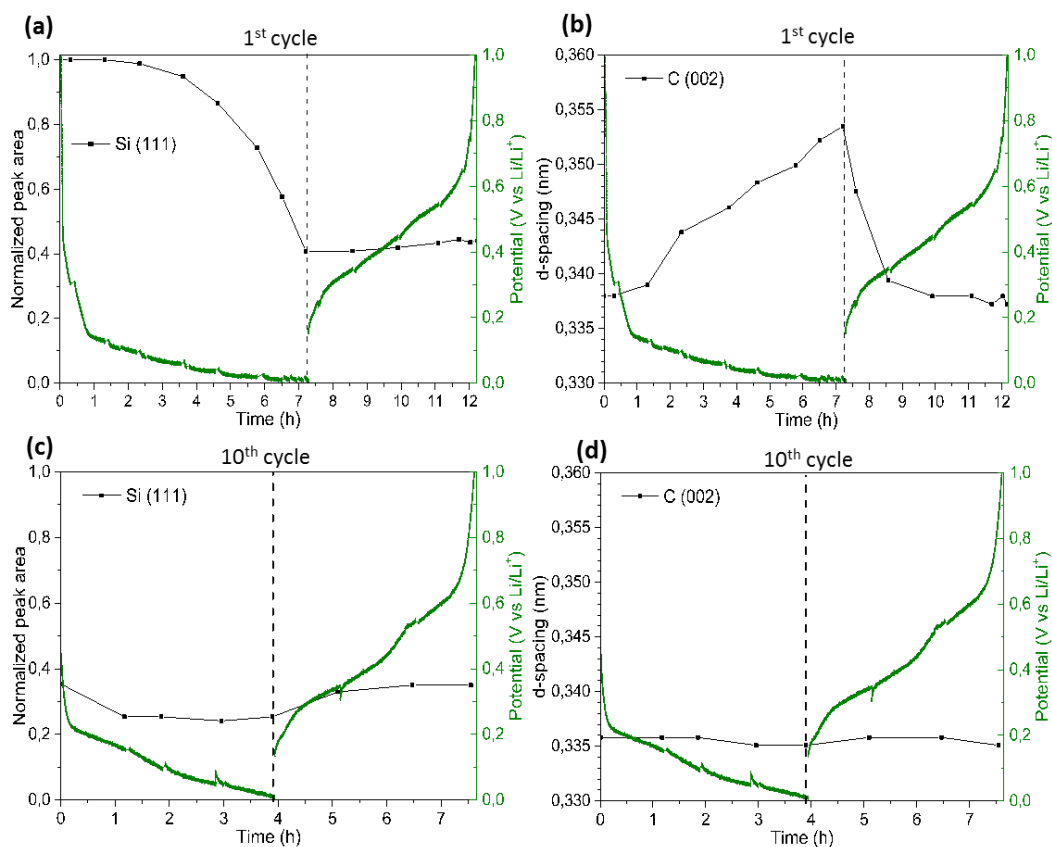 (a)
1st cycle
Normalized peak area
1,0
0,8
0,6
0,4
0,2
0,0
Si (111)
0 1 2 3 4 5 6 7 8 9 10 11 12
Time (h)
1,0
0,8
0,6
0,4
0,2
0,0
Potential (V vs Li/Li+)
(b)
1st cycle
d-spacing (nm)
0,360
0,355
0,350
0,345
0,340
0,335
0,330
C (002)
0 1 2 3 4 5 6 7 8 9 10 11 12
Time (h)
1,0
0,8
0,6
0,4
0,2
0,0
Potential (V vs Li/Li+)
(c)
10th cycle
Normalized peak area
1,0
0,8
0,6
0,4
0,2
0,0
Si (111)
0 1 2 3 4 5 6 7
Time (h)
1,0
0,8
0,6
0,4
0,2
0,0
Potential (V vs Li/Li+)
(d)
10th cycle
d-spacing (nm)
0,360
0,355
0,350
0,345
0,340
0,335
0,330
C (002)
0 1 2 3 4 5 6 7
Time (h)
1,0
0,8
0,6
0,4
0,2
0,0
Potential (V vs Li/Li+)